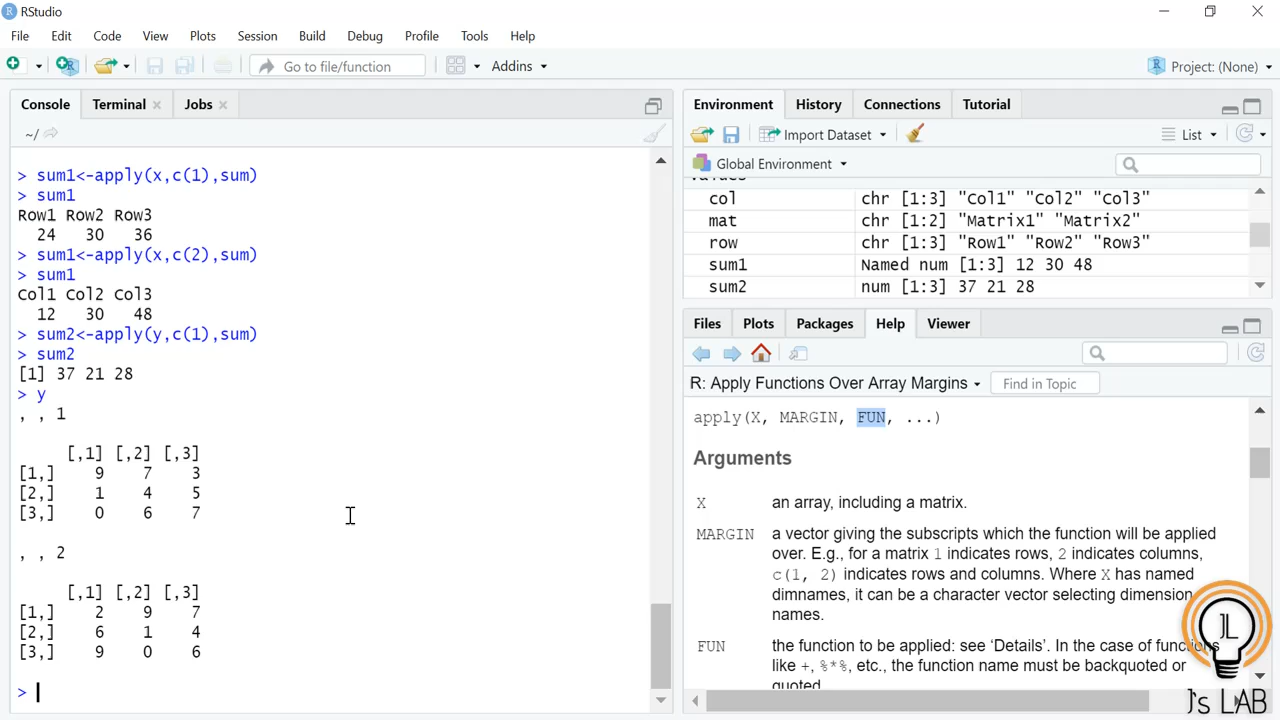 RStudio
File Edit Code View Plots Session Build Debug Profile Tools Help
Go to file/function Addins Project: (None)
Console Terminal Jobs
~/
> sum1<-apply(x,c(1),sum)
> sum1
Row1 Row2 Row3
24 30 36
> sum1<-apply(x,c(2),sum)
> sum1
Col1 Col2 Col3
12 30 48
> sum2<-apply(y,c(1),sum)
> sum2
[1] 37 21 28
> y
, , 1
[,1] [,2] [,3]
[1,] 9 7 3
[2,] 1 4 5
[3,] 0 6 7
, , 2
[,1] [,2] [,3]
[1,] 2 9 7
[2,] 6 1 4
[3,] 9 0 6
>
Environment History Connections Tutorial
Import Dataset List
Global Environment
Values
col chr [1:3] "Col1" "Col2" "Col3"
mat chr [1:2] "Matrix1" "Matrix2"
row chr [1:3] "Row1" "Row2" "Row3"
sum1 Named num [1:3] 12 30 48
sum2 num [1:3] 37 21 28
Files Plots Packages Help Viewer
R: Apply Functions Over Array Margins Find in Topic
apply(X, MARGIN, FUN, ...)
Arguments
X an array, including a matrix.
MARGIN a vector giving the subscripts which the function will be applied
over. E.g., for a matrix 1 indicates rows, 2 indicates columns,
c(1, 2) indicates rows and columns. Where X has named
dimnames, it can be a character vector selecting dimension
names.
FUN the function to be applied: see ‘Details’. In the case of functions
like +, %*%, etc., the function name must be backquoted or
quoted.
JL
J's LAB